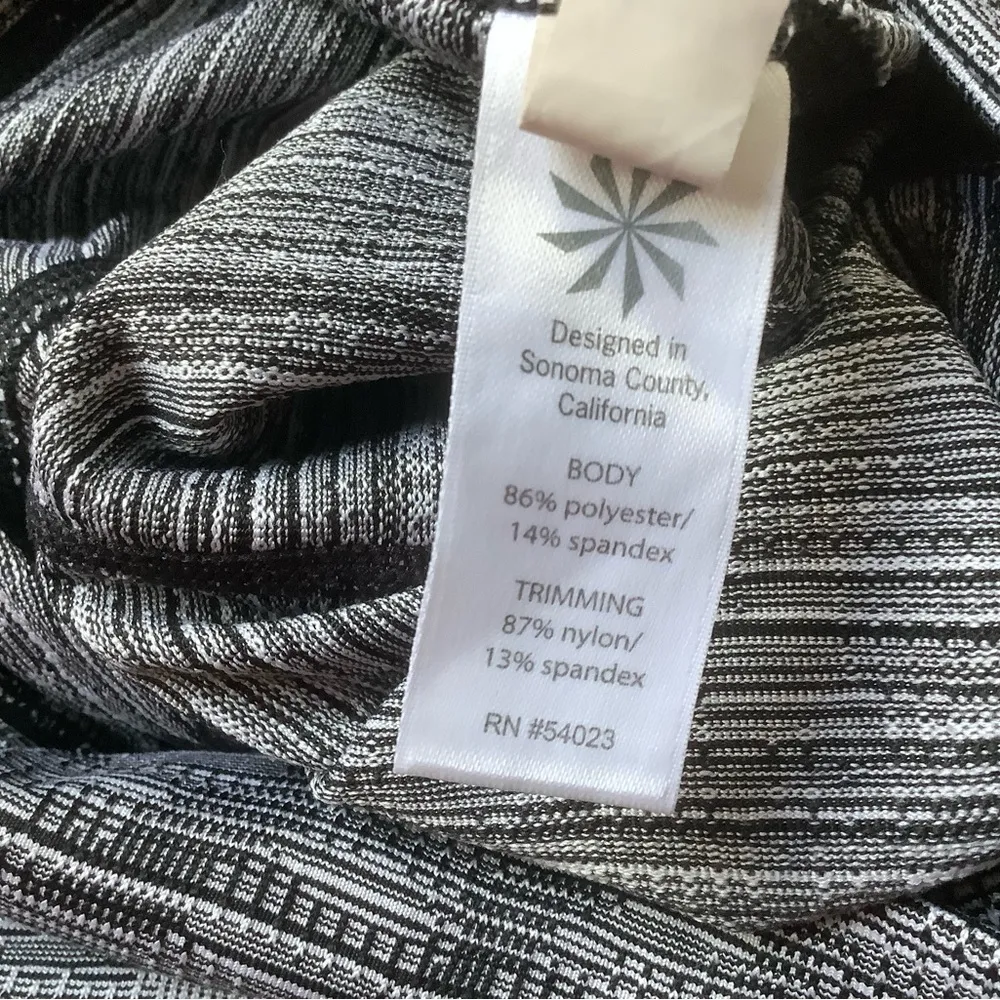 Designed in
Sonoma County,
California
BODY
86% polyester/
14% spandex
TRIMMING
87% nylon/
13% spandex
RN #54023